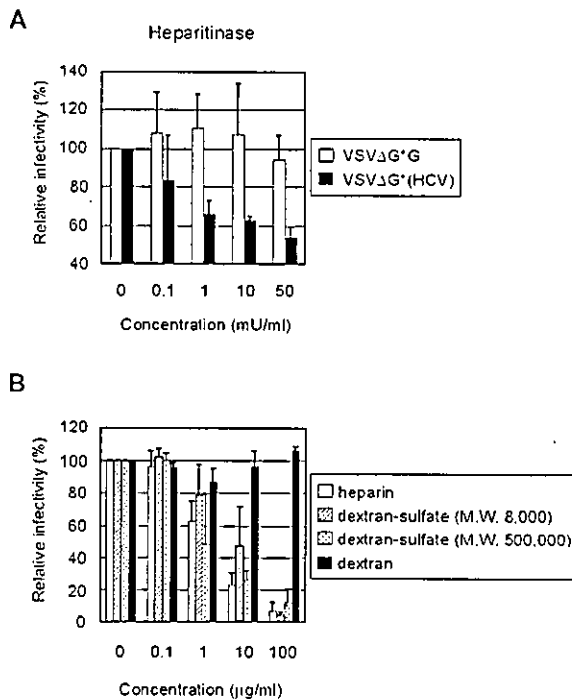 A
Heparitinase
140
120
100
80
60
40
Relative infectivity (%)
0 0.1 1 10 50
Concentration (mU/ml)
VSVΔG*G
VSVΔG*(HCV)
B
120
100
80
60
40
20
0
Relative infectivity (%)
0 0.1 1 10 100
Concentration (μg/ml)
heparin
dextran-sulfate (M.W. 8,000)
dextran-sulfate (M.W. 500,000)
dextran